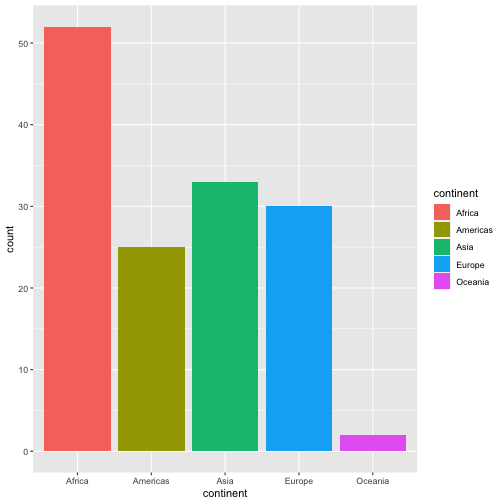 50
40
30
20
10
0
count
Africa
Americas
Asia
Europe
Oceania
continent
continent
Africa
Americas
Asia
Europe
Oceania